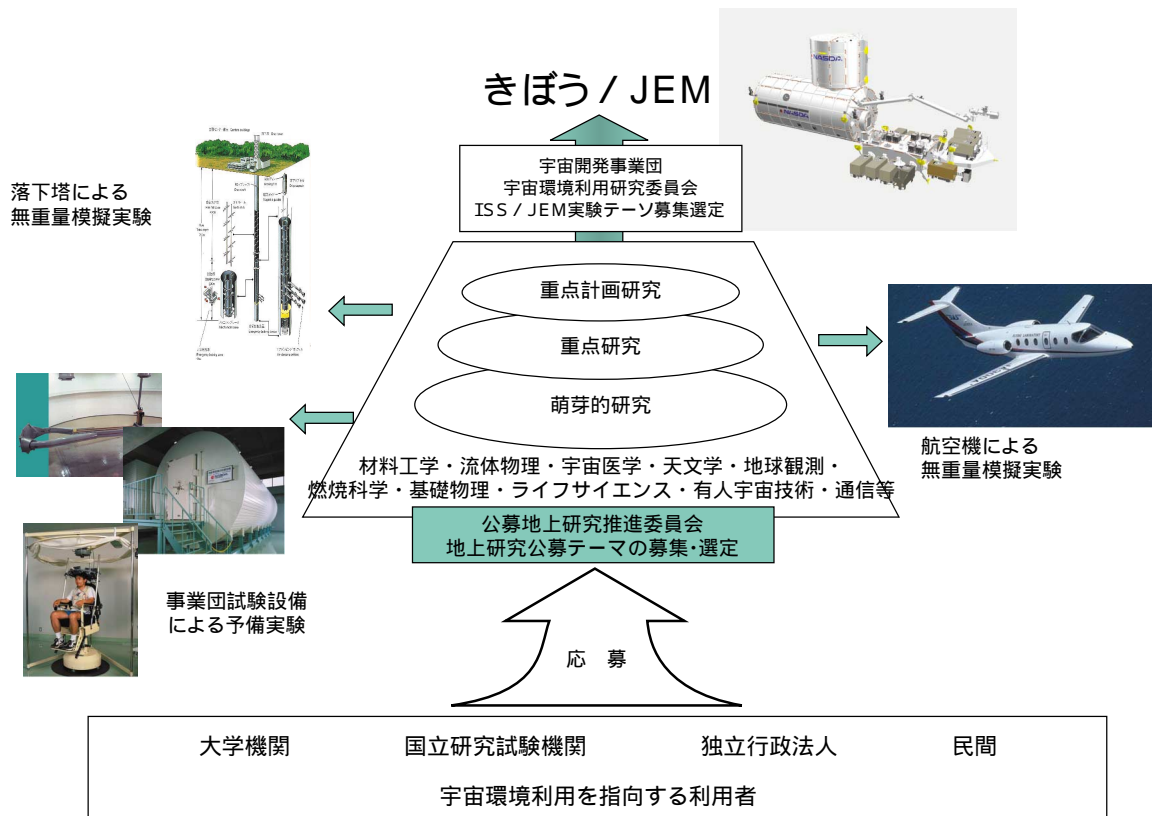 きぼう / JEM
NASDA
NASDA
宇宙開発事業団
宇宙環境利用研究委員会
ISS / JEM実験テーソ募集選定
落下塔による
無重量模擬実験
重点計画研究
重点研究
萌芽的研究
材料工学・流体物理・宇宙医学・天文学・地球観測・
燃焼科学・基礎物理・ライフサイエンス・有人宇宙技術・通信等
航空機による
無重量模擬実験
公募地上研究推進委員会
地上研究公募テーマの募集・選定
事業団試験設備
による予備実験
応 募
大学機関 国立研究試験機関 独立行政法人 民間
宇宙環境利用を指向する利用者